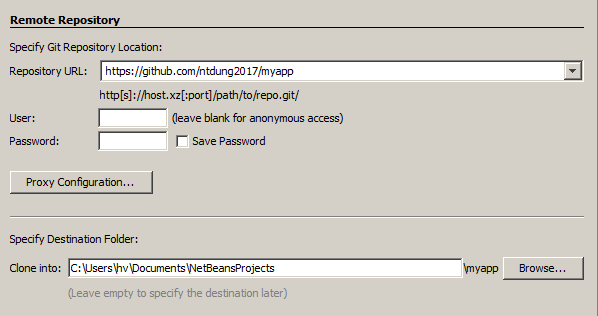 Remote Repository
Specify Git Repository Location:
Repository URL: https://github.com/ntdung2017/myapp
http[s]://host.xz[:port]/path/to/repo.git/
User: (leave blank for anonymous access)
Password: Save Password
Proxy Configuration...
Specify Destination Folder:
Clone into: C:\Users\hv\Documents\NetBeansProjects \myapp Browse...
(Leave empty to specify the destination later)